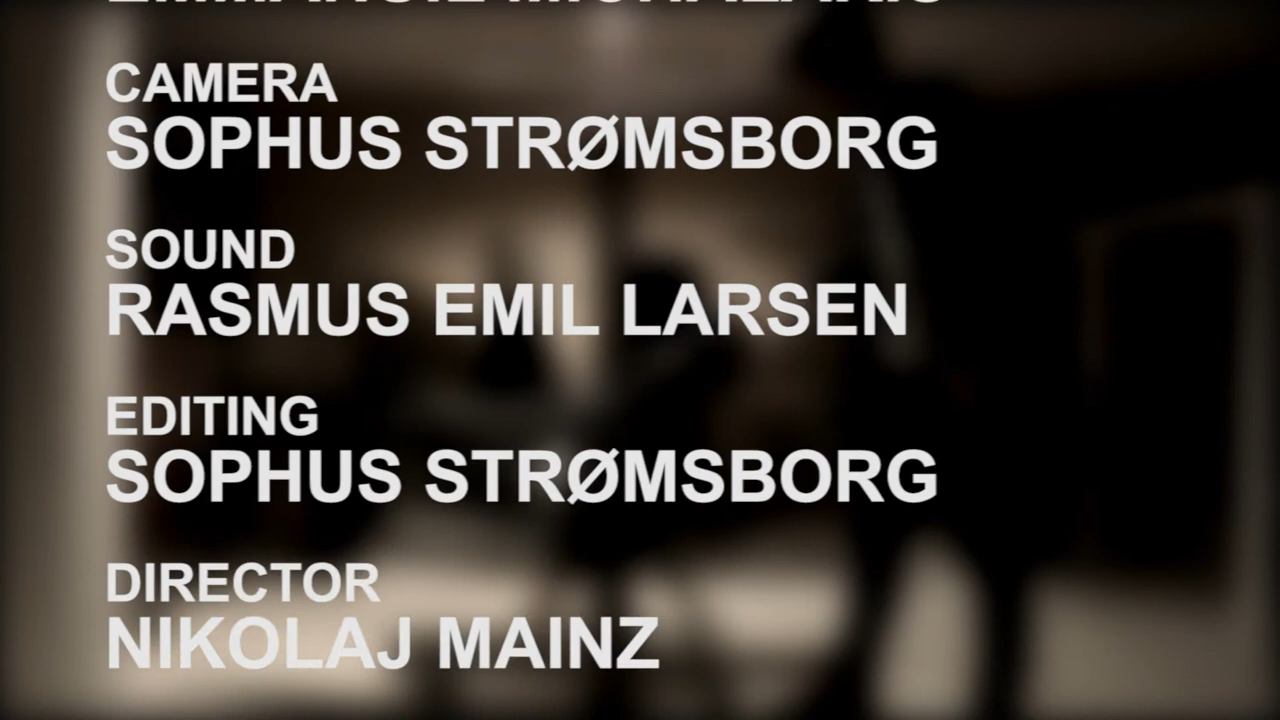 CAMERA
SOPHUS STRØMSBORG
SOUND
RASMUS EMIL LARSEN
EDITING
SOPHUS STRØMSBORG
DIRECTOR
NIKOLAJ MAINZ